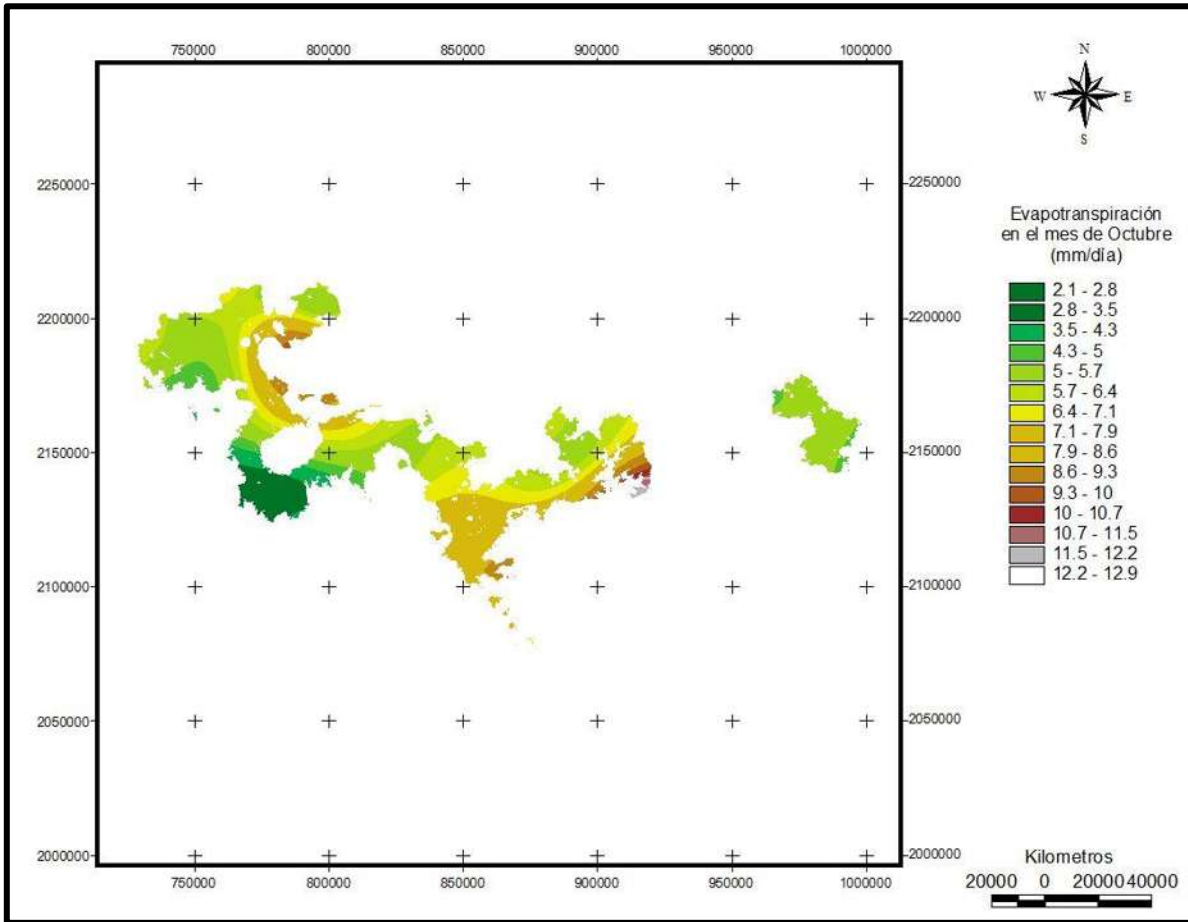 750000 800000 850000 900000 950000 1000000
N
W E
S
2250000 2250000
2200000 2200000
2150000 2150000
2100000 2100000
2050000 2050000
2000000 2000000
750000 800000 850000 900000 950000 1000000
Evapotranspiración
en el mes de Octubre
(mm/día)
2.1 - 2.8
2.8 - 3.5
3.5 - 4.3
4.3 - 5
5 - 5.7
5.7 - 6.4
6.4 - 7.1
7.1 - 7.9
7.9 - 8.6
8.6 - 9.3
9.3 - 10
10 - 10.7
10.7 - 11.5
11.5 - 12.2
12.2 - 12.9
Kilometros
20000 0 2000040000